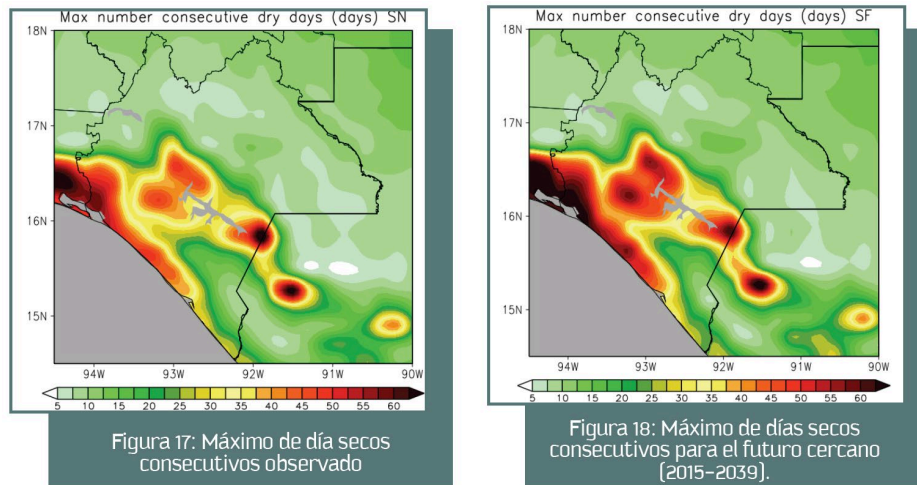 Max number consecutive dry days (days) SN
18N
17N
16N
15N
94W 93W 92W 91W 90W
5 10 15 20 25 30 35 40 45 50 55 60
Figura 17: Máximo de día secos
consecutivos observado
Max number consecutive dry days (days) SF
18N
17N
16N
15N
94W 93W 92W 91W 90W
5 10 15 20 25 30 35 40 45 50 55 60
Figura 18: Máximo de días secos
consecutivos para el futuro cercano
(2015-2039).